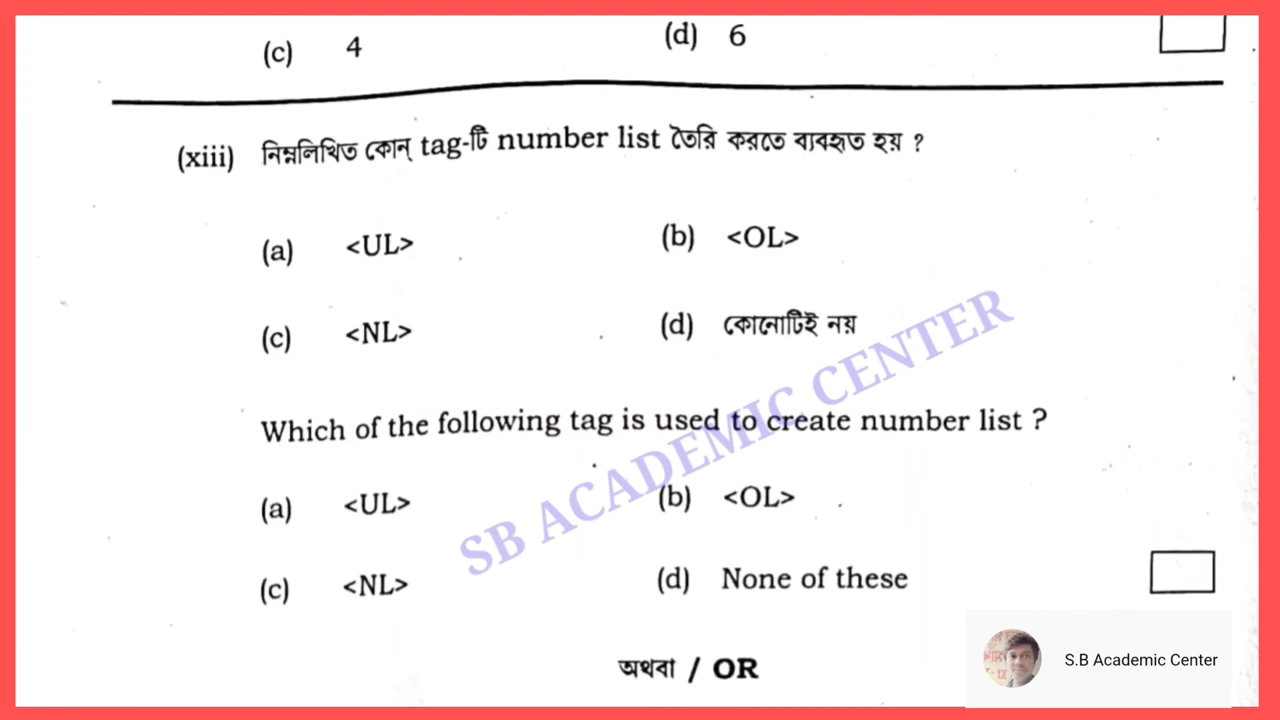 (c) 4 (d) 6
(xiii) নিম্নলিখিত কোন্ tag-টি number list তৈরি করতে ব্যবহৃত হয় ?
(a) <UL> (b) <OL>
(c) <NL> (d) কোনোটিই নয়
Which of the following tag is used to create number list ?
(a) <UL> (b) <OL>
(c) <NL> (d) None of these
অথবা / OR
SB ACADEMIC CENTER
S.B Academic Center